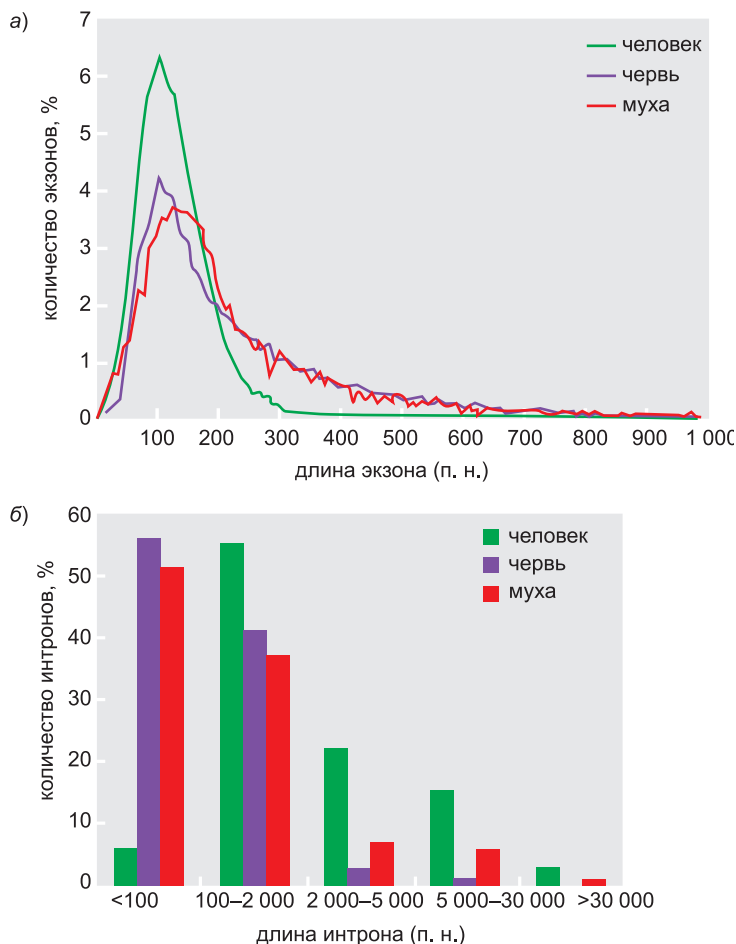 а)
количество экзонов, %
7
6
5
4
3
2
1
0
человек
червь
муха
100 200 300 400 500 600 700 800 900 1 000
длина экзона (п. н.)
б)
количество интронов, %
60
50
40
30
20
10
0
человек
червь
муха
<100 100–2 000 2 000–5 000 5 000–30 000 >30 000
длина интрона (п. н.)